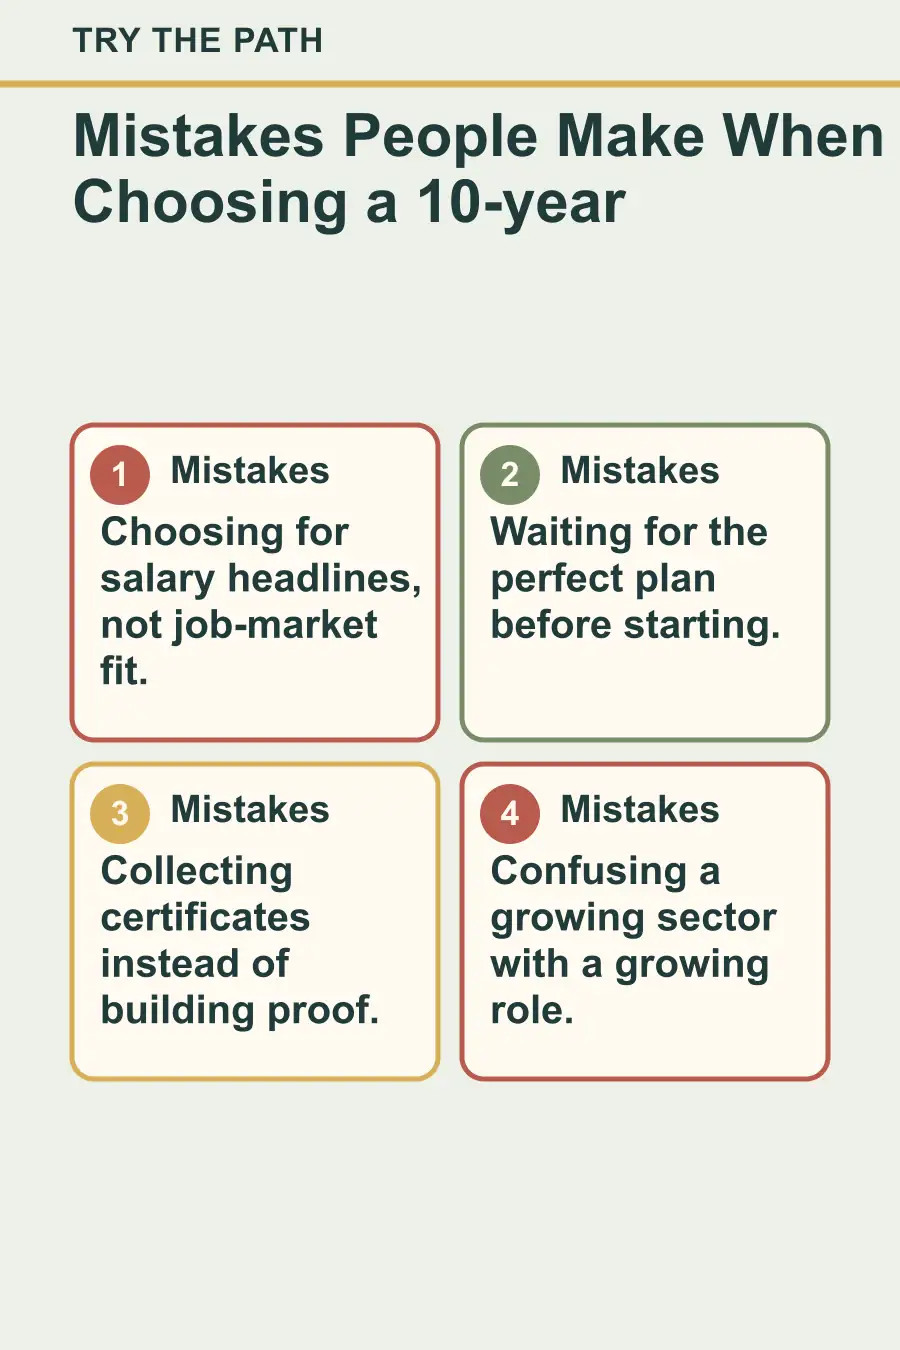 TRY THE PATH
Mistakes People Make When
Choosing a 10-year
1 Mistakes
Choosing for
salary headlines,
not job-market
fit.
2 Mistakes
Waiting for the
perfect plan
before starting.
3 Mistakes
Collecting
certificates
instead of
building proof.
4 Mistakes
Confusing a
growing sector
with a growing
role.